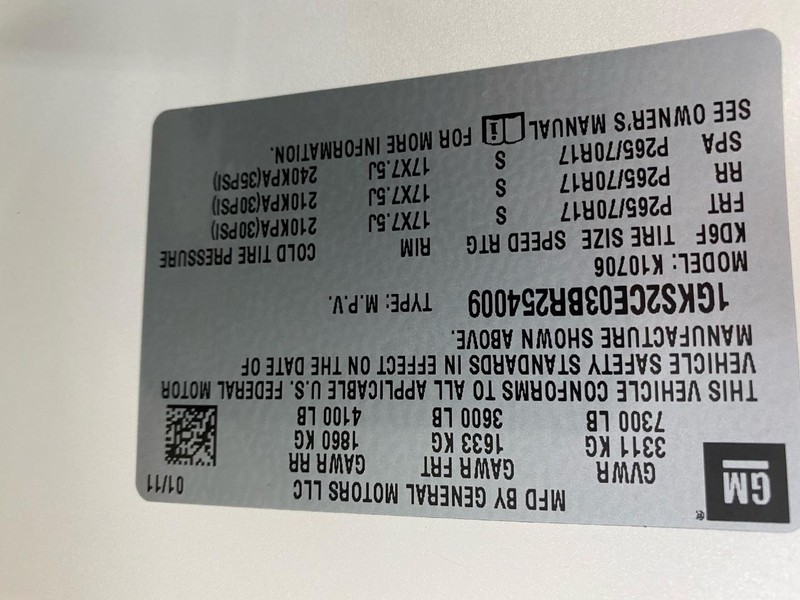 GM ®
MFD BY GENERAL MOTORS LLC 01/11
GVWR GAWR FRT GAWR RR
3311 KG 1633 KG 1860 KG
7300 LB 3600 LB 4100 LB
THIS VEHICLE CONFORMS TO ALL APPLICABLE U.S. FEDERAL MOTOR
VEHICLE SAFETY STANDARDS IN EFFECT ON THE DATE OF
MANUFACTURE SHOWN ABOVE.
1GKS2CE03BR254009 TYPE: M.P.V.
MODEL: K10706
KD6F TIRE SIZE SPEED RTG RIM COLD TIRE PRESSURE
FRT P265/70R17 S 17X7.5J 210KPA(30PSI)
RR P265/70R17 S 17X7.5J 210KPA(30PSI)
SPA P265/70R17 S 17X7.5J 240KPA(35PSI)
SEE OWNER'S MANUAL i FOR MORE INFORMATION.